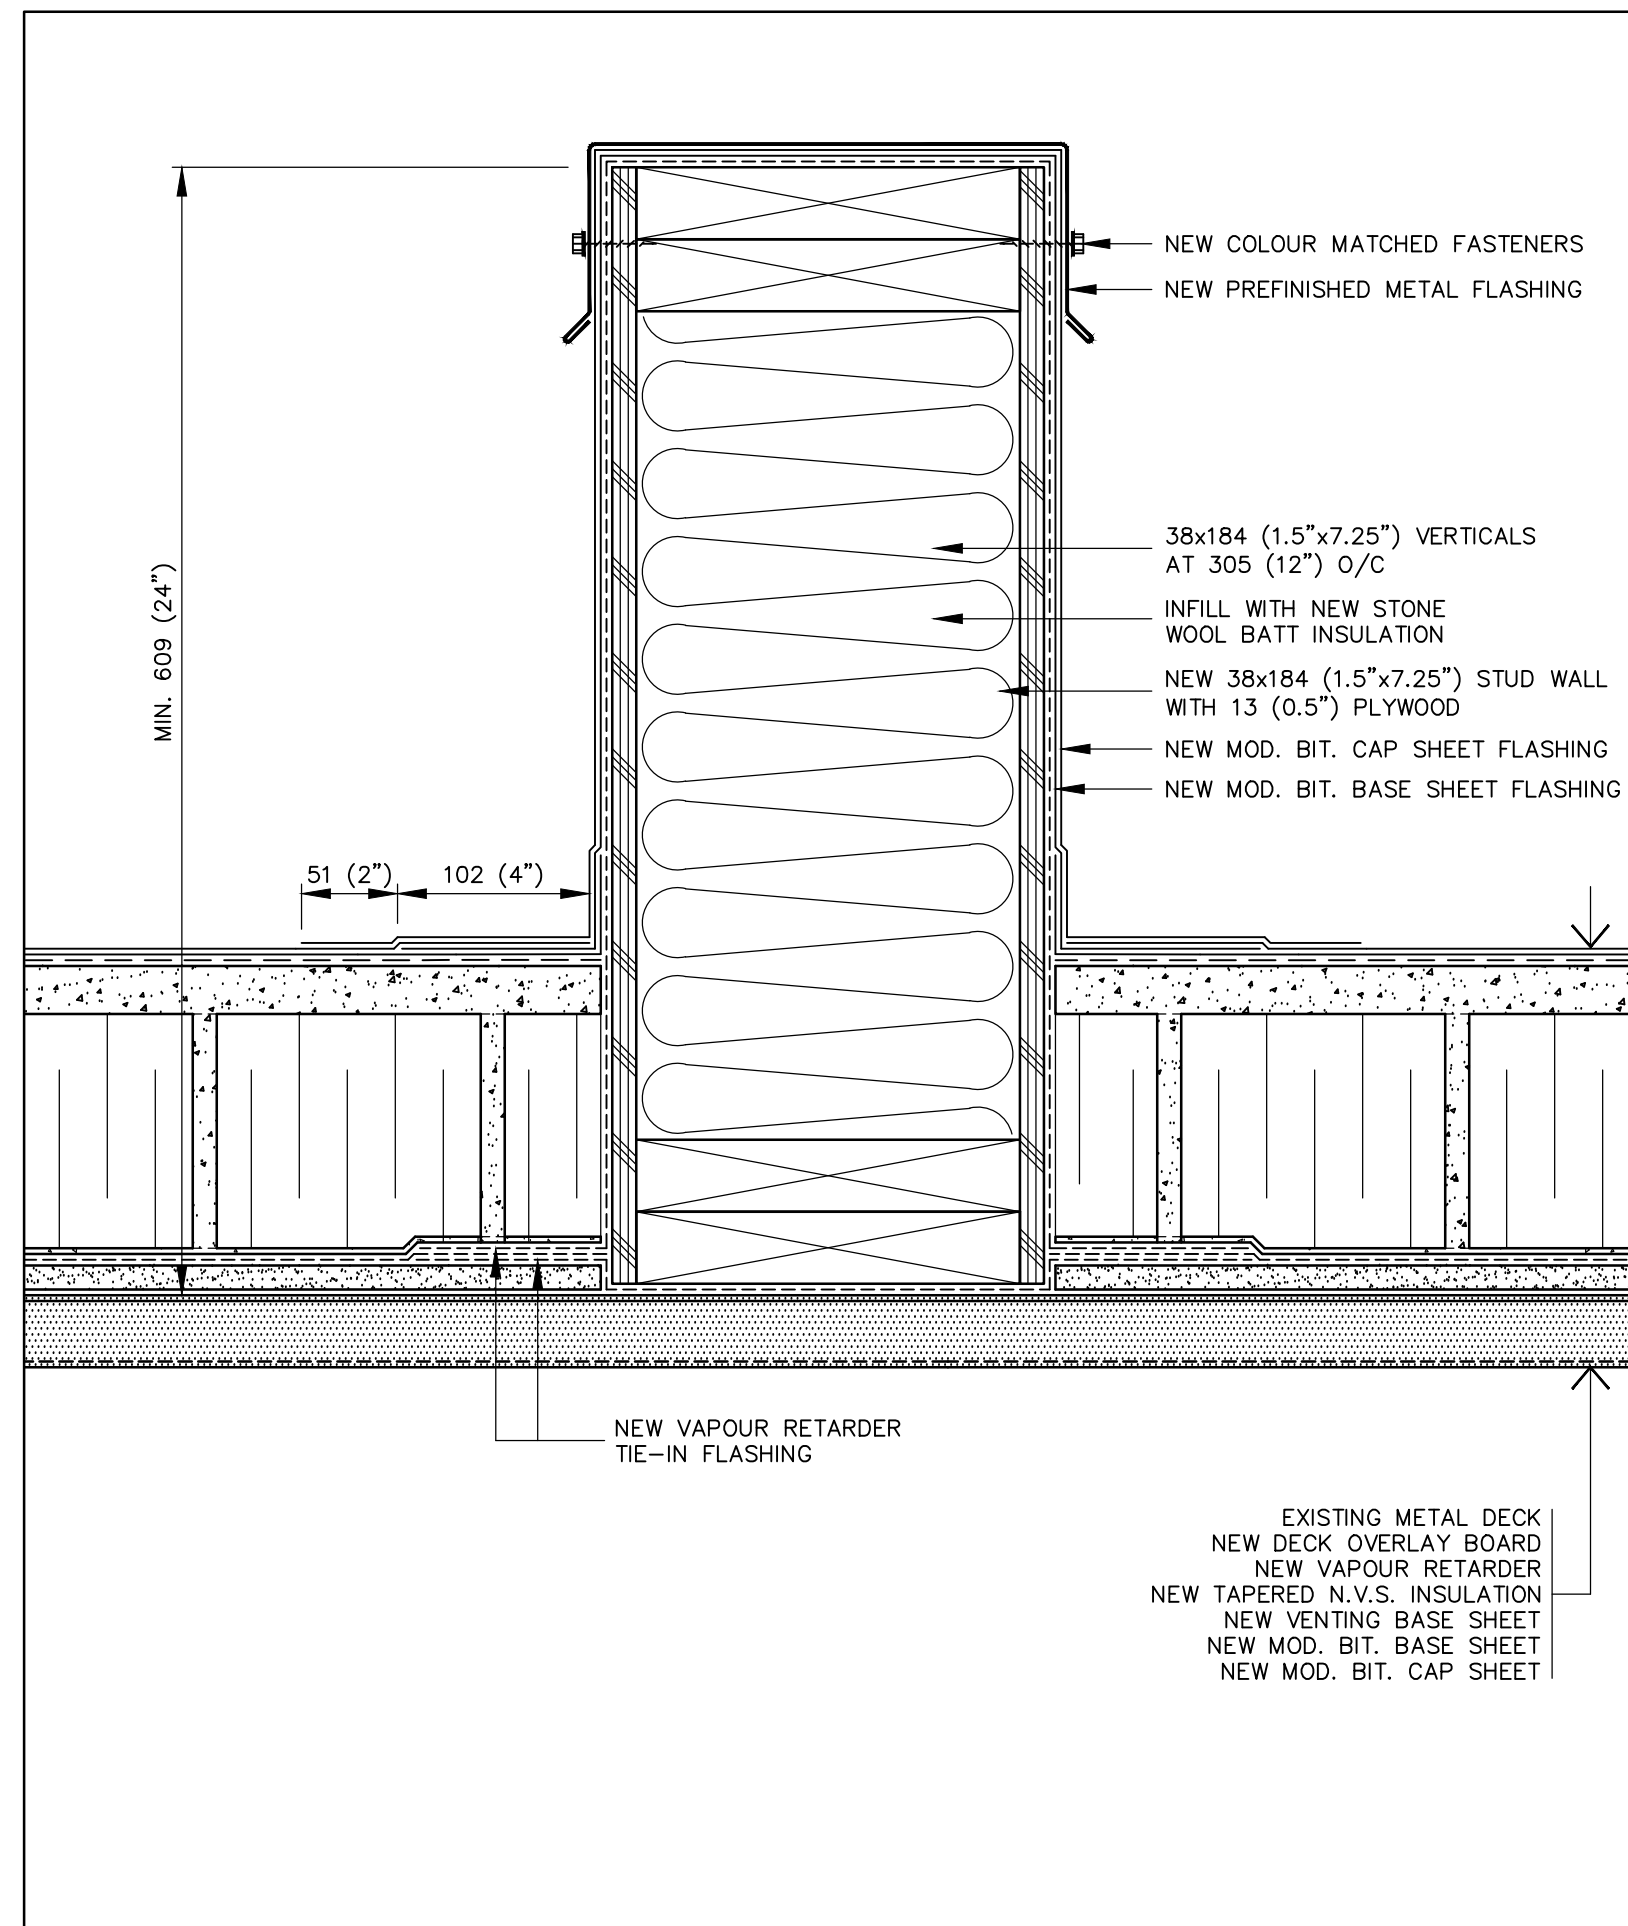 NEW COLOUR MATCHED FASTENERS
NEW PREFINISHED METAL FLASHING
38x184 (1.5"x7.25") VERTICALS
AT 305 (12") O/C
INFILL WITH NEW STONE
WOOL BATT INSULATION
NEW 38x184 (1.5"x7.25") STUD WALL
WITH 13 (0.5") PLYWOOD
NEW MOD. BIT. CAP SHEET FLASHING
NEW MOD. BIT. BASE SHEET FLASHING
MIN. 609 (24")
51 (2")
102 (4")
NEW VAPOUR RETARDER
TIE-IN FLASHING
EXISTING METAL DECK
NEW DECK OVERLAY BOARD
NEW VAPOUR RETARDER
NEW TAPERED N.V.S. INSULATION
NEW VENTING BASE SHEET
NEW MOD. BIT. BASE SHEET
NEW MOD. BIT. CAP SHEET